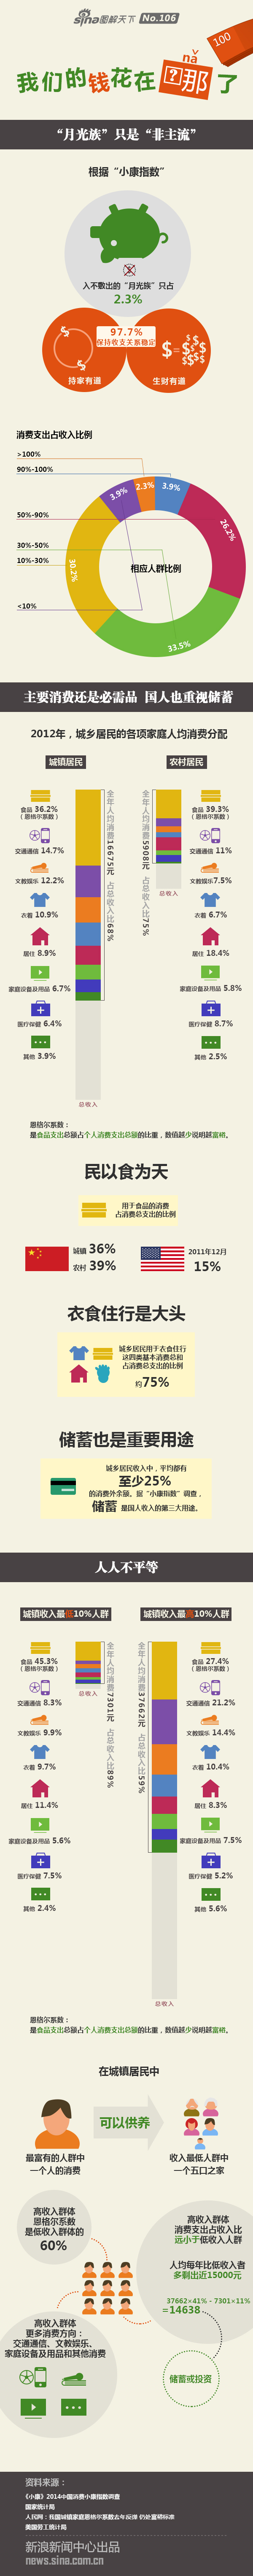 sina图解天下 No.106
100
nǎ
我们的钱花在那了
“月光族”只是“非主流”
根据“小康指数”
入不敷出的“月光族”只占
2.3%
97.7%
保持收支关系稳定
持家有道
生财有道
消费支出占收入比例
>100%
90%-100%
50%-90%
30%-50%
10%-30%
<10%
3.9%
2.3%
3.9%
26.2%
33.5%
30.2%
相应人群比例
主要消费还是必需品 国人也重视储蓄
2012年，城乡居民的各项家庭人均消费分配
城镇居民
食品 36.2%
（恩格尔系数）
交通通信 14.7%
文教娱乐 12.2%
衣着 10.9%
居住 8.9%
家庭设备及用品 6.7%
医疗保健 6.4%
其他 3.9%
全年人均消费16675元 占总收入比68%
总收入
农村居民
食品 39.3%
（恩格尔系数）
交通通信 11%
文教娱乐7.5%
衣着 6.7%
居住 18.4%
家庭设备及用品 5.8%
医疗保健 8.7%
其他 2.5%
全年人均消费5908元 占总收入比75%
总收入
恩格尔系数：
是食品支出总额占个人消费支出总额的比重，数值越少说明越富裕。
民以食为天
用于食品的消费
占消费总支出的比例
城镇 36%
农村 39%
2011年12月
15%
衣食住行是大头
城乡居民用于衣食住行
这四类基本消费总和
占消费总支出的比例
约75%
储蓄也是重要用途
城乡居民收入中，平均都有
至少25%
的消费外余额。据“小康指数”调查，
储蓄 是国人收入的第三大用途。
人人不平等
城镇收入最低10%人群
食品 45.3%
（恩格尔系数）
交通通信 8.3%
文教娱乐 9.9%
衣着 9.7%
居住 11.4%
家庭设备及用品 5.6%
医疗保健 7.5%
其他 2.4%
全年人均消费7301元 占总收入比89%
总收入
城镇收入最高10%人群
食品 27.4%
（恩格尔系数）
交通通信 21.2%
文教娱乐 14.4%
衣着 10.4%
居住 8.3%
家庭设备及用品 7.5%
医疗保健 5.2%
其他 5.6%
全年人均消费37662元 占总收入比59%
总收入
恩格尔系数：
是食品支出总额占个人消费支出总额的比重，数值越少说明越富裕。
在城镇居民中
可以供养
最富有的人群中
一个人的消费
收入最低人群中
一个五口之家
高收入群体
恩格尔系数
是低收入群体的
60%
高收入群体
消费支出占收入比
远小于低收入人群
人均每年比低收入者
多剩出近15000元
37662×41% - 7301×11%
=14638
高收入群体
更多消费方向：
交通通信、文教娱乐、
家庭设备及用品和其他消费
储蓄或投资
资料来源：
《小康》2014中国消费小康指数调查
国家统计局
人民网：我国城镇家庭恩格尔系数去年反弹 仍处富裕标准
美国劳工统计局
新浪新闻中心出品
news.sina.com.cn